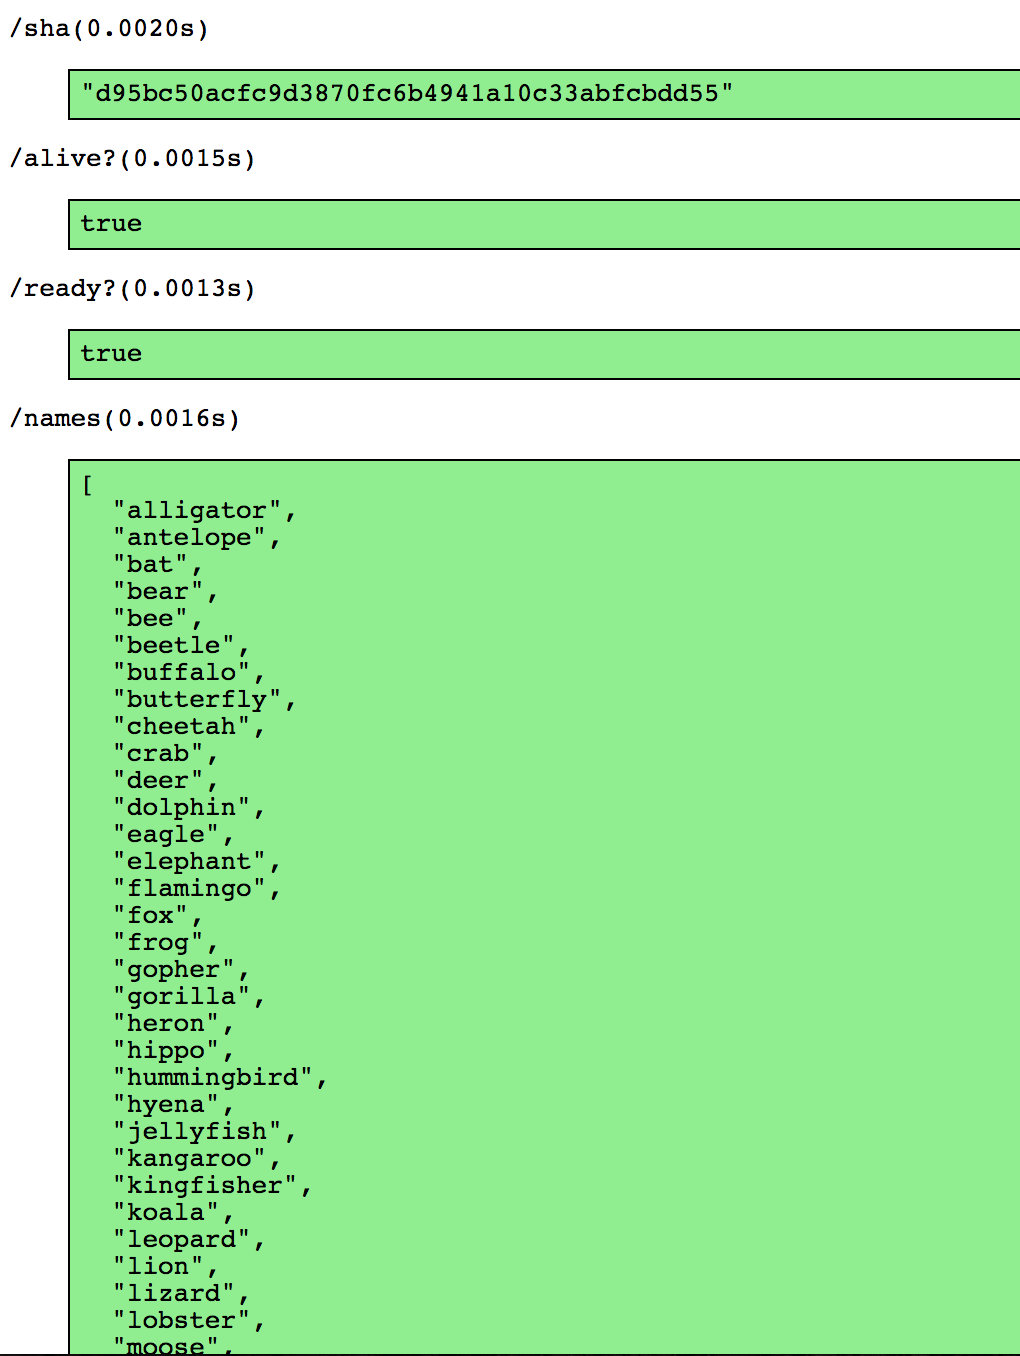 /sha(0.0020s)
"d95bc50acfc9d3870fc6b4941a10c33abfcbdd55"
/alive?(0.0015s)
true
/ready?(0.0013s)
true
/names(0.0016s)
[
"alligator",
"antelope",
"bat",
"bear",
"bee",
"beetle",
"buffalo",
"butterfly",
"cheetah",
"crab",
"deer",
"dolphin",
"eagle",
"elephant",
"flamingo",
"fox",
"frog",
"gopher",
"gorilla",
"heron",
"hippo",
"hummingbird",
"hyena",
"jellyfish",
"kangaroo",
"kingfisher",
"koala",
"leopard",
"lion",
"lizard",
"lobster",
"moose",